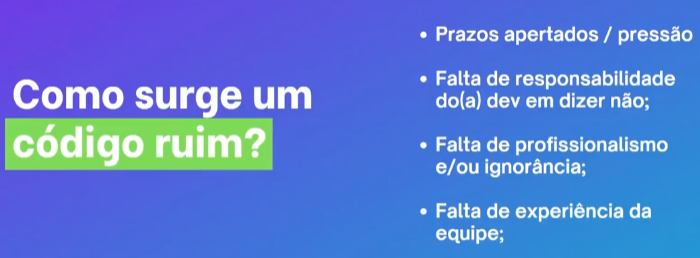 Como surge um
código ruim?
• Prazos apertados / pressão
• Falta de responsabilidade
do(a) dev em dizer não;
• Falta de profissionalismo
e/ou ignorância;
• Falta de experiência da
equipe;